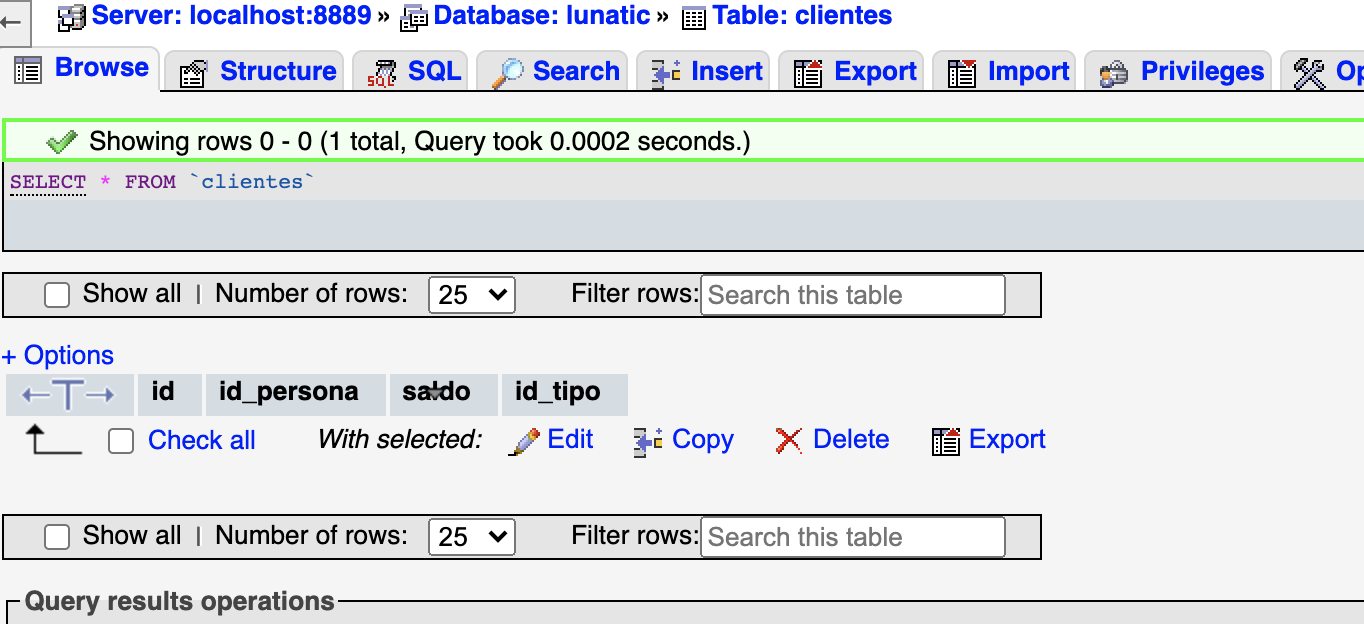 Server: localhost:8889 » Database: lunatic » Table: clientes
Browse Structure SQL Search Insert Export Import Privileges Op
Showing rows 0 - 0 (1 total, Query took 0.0002 seconds.)
SELECT * FROM `clientes`
Show all | Number of rows: 25 Filter rows: Search this table
+ Options
←T→ id id_persona saldo id_tipo
Check all With selected: Edit Copy Delete Export
Show all | Number of rows: 25 Filter rows: Search this table
Query results operations